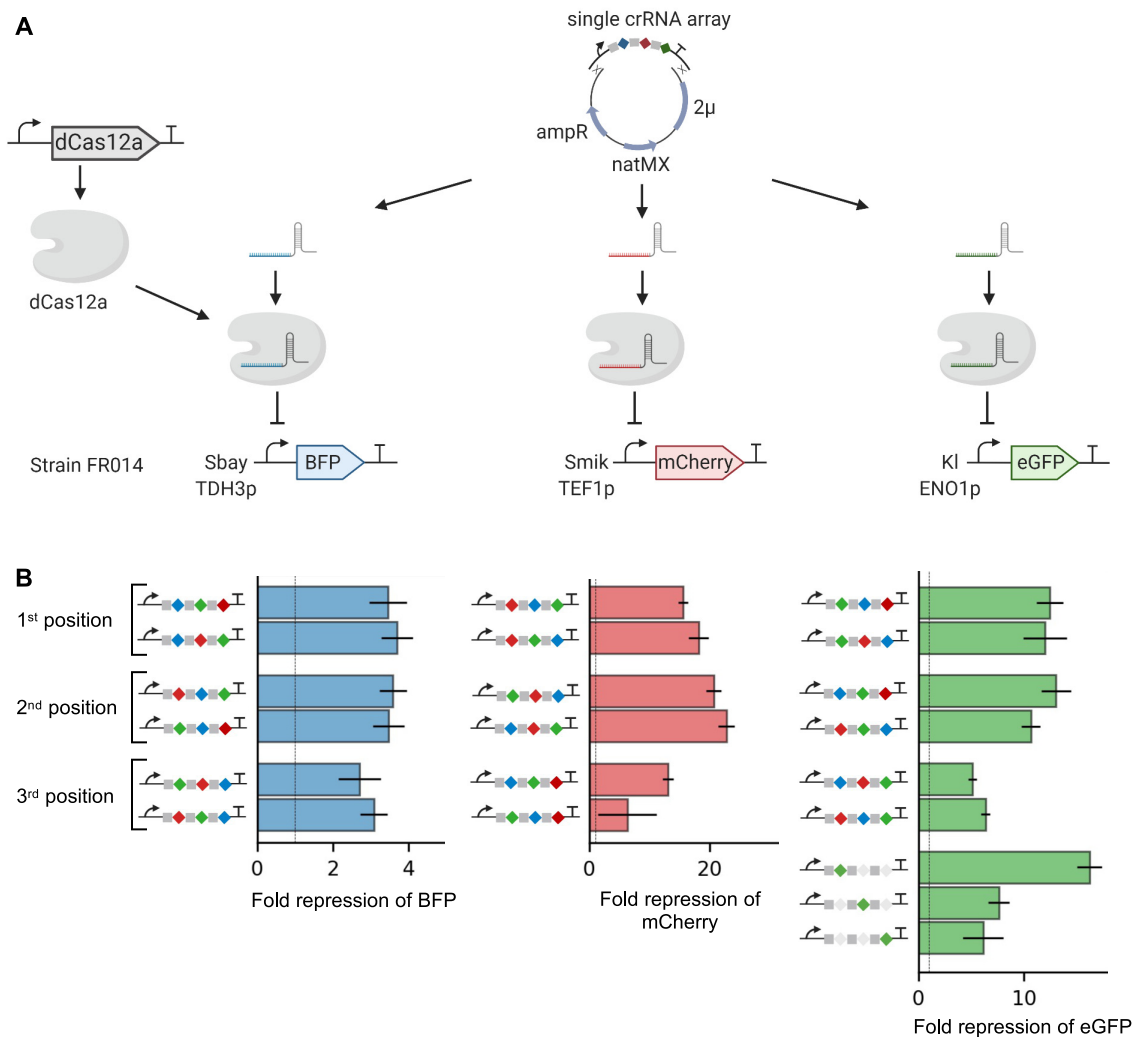 A
single crRNA array
dCas12a
ampR
2µ
natMX
dCas12a
Strain FR014
Sbay
TDH3p
BFP
Smik
TEF1p
mCherry
Kl
ENO1p
eGFP
B
1st position
2nd position
3rd position
0 2 4
Fold repression of BFP
0 20
Fold repression of
mCherry
0 10
Fold repression of eGFP